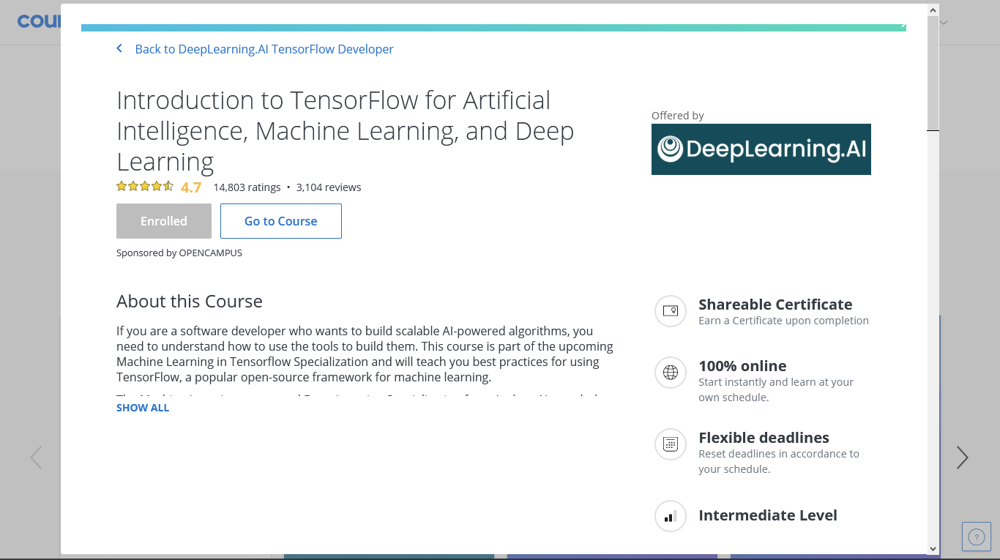 Back to DeepLearning.AI TensorFlow Developer
Introduction to TensorFlow for Artificial
Intelligence, Machine Learning, and Deep
Learning
4.7 14,803 ratings • 3,104 reviews
Enrolled
Go to Course
Sponsored by OPENCAMPUS
Offered by
DeepLearning.AI
About this Course
If you are a software developer who wants to build scalable AI-powered algorithms, you
need to understand how to use the tools to build them. This course is part of the upcoming
Machine Learning in Tensorflow Specialization and will teach you best practices for using
TensorFlow, a popular open-source framework for machine learning.
SHOW ALL
Shareable Certificate
Earn a Certificate upon completion
100% online
Start instantly and learn at your
own schedule.
Flexible deadlines
Reset deadlines in accordance to
your schedule.
Intermediate Level
?